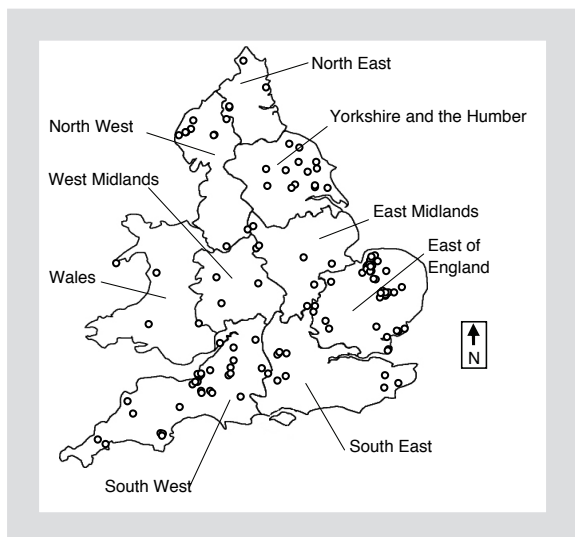 North East
Yorkshire and the Humber
North West
West Midlands
East Midlands
East of
England
Wales
N
South East
South West